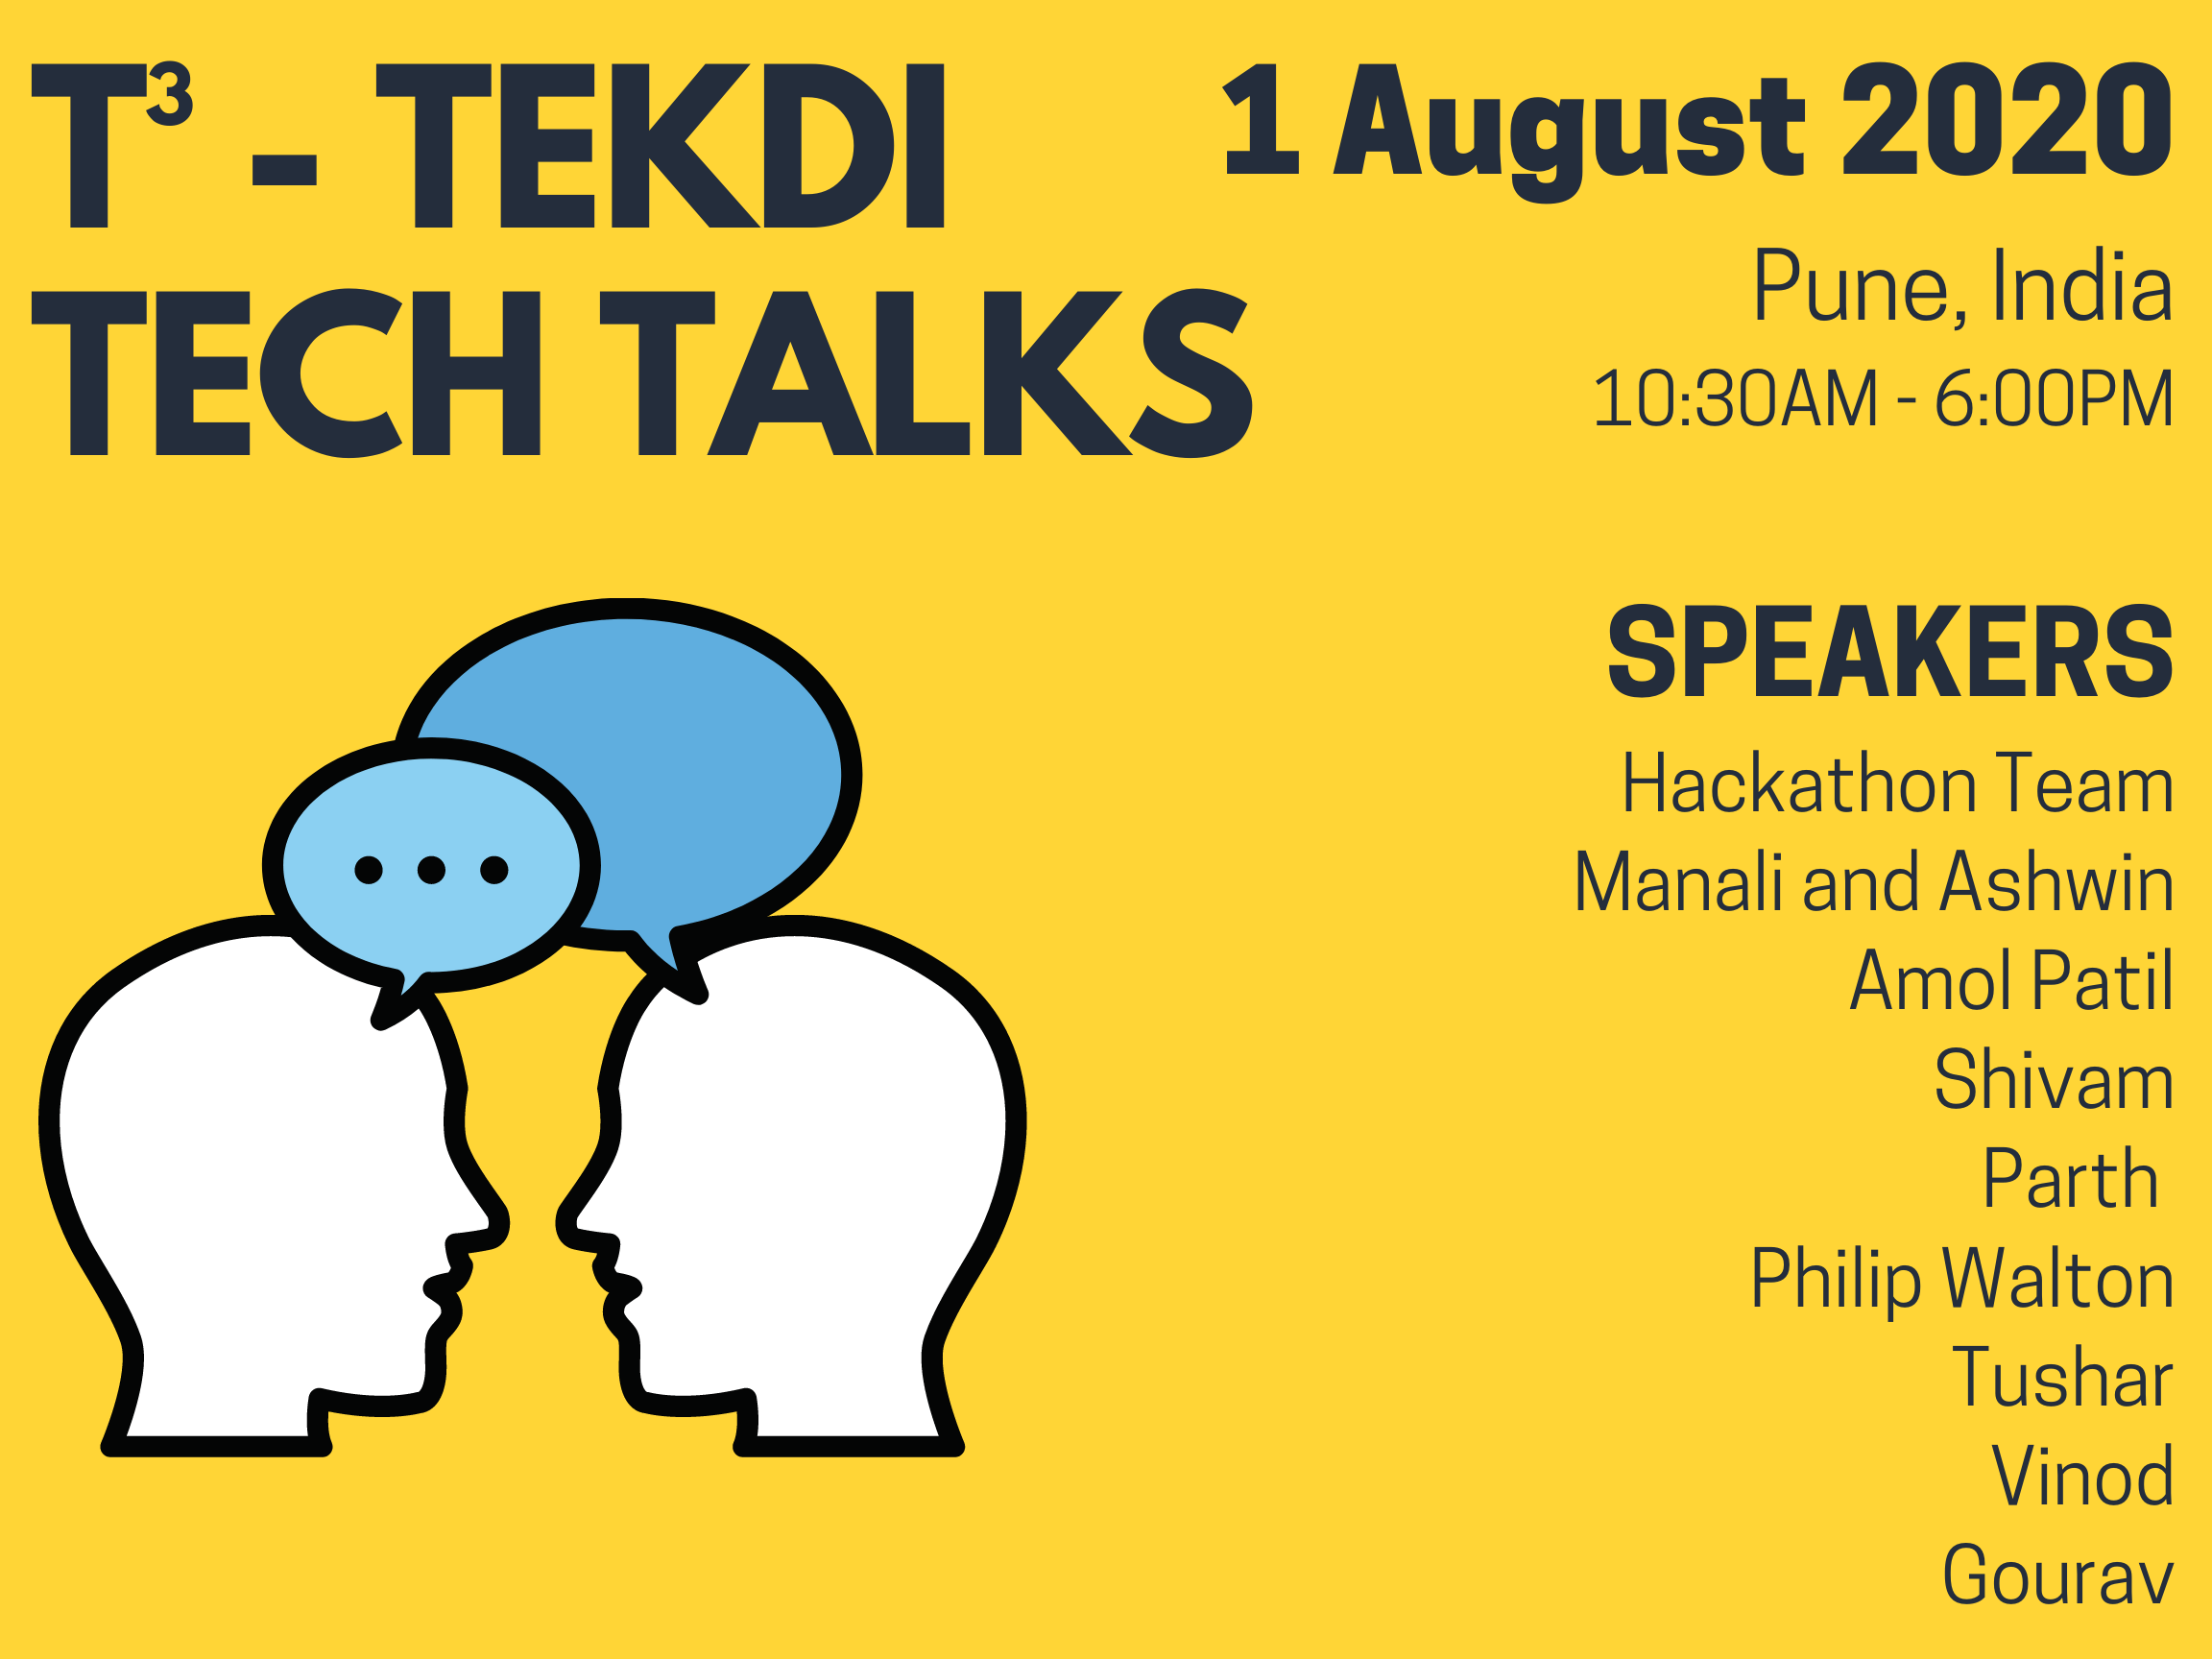 T³ - TEKDI
TECH TALKS
1 August 2020
Pune, India
10:30AM - 6:00PM
SPEAKERS
Hackathon Team
Manali and Ashwin
Amol Patil
Shivam
Parth
Philip Walton
Tushar
Vinod
Gourav